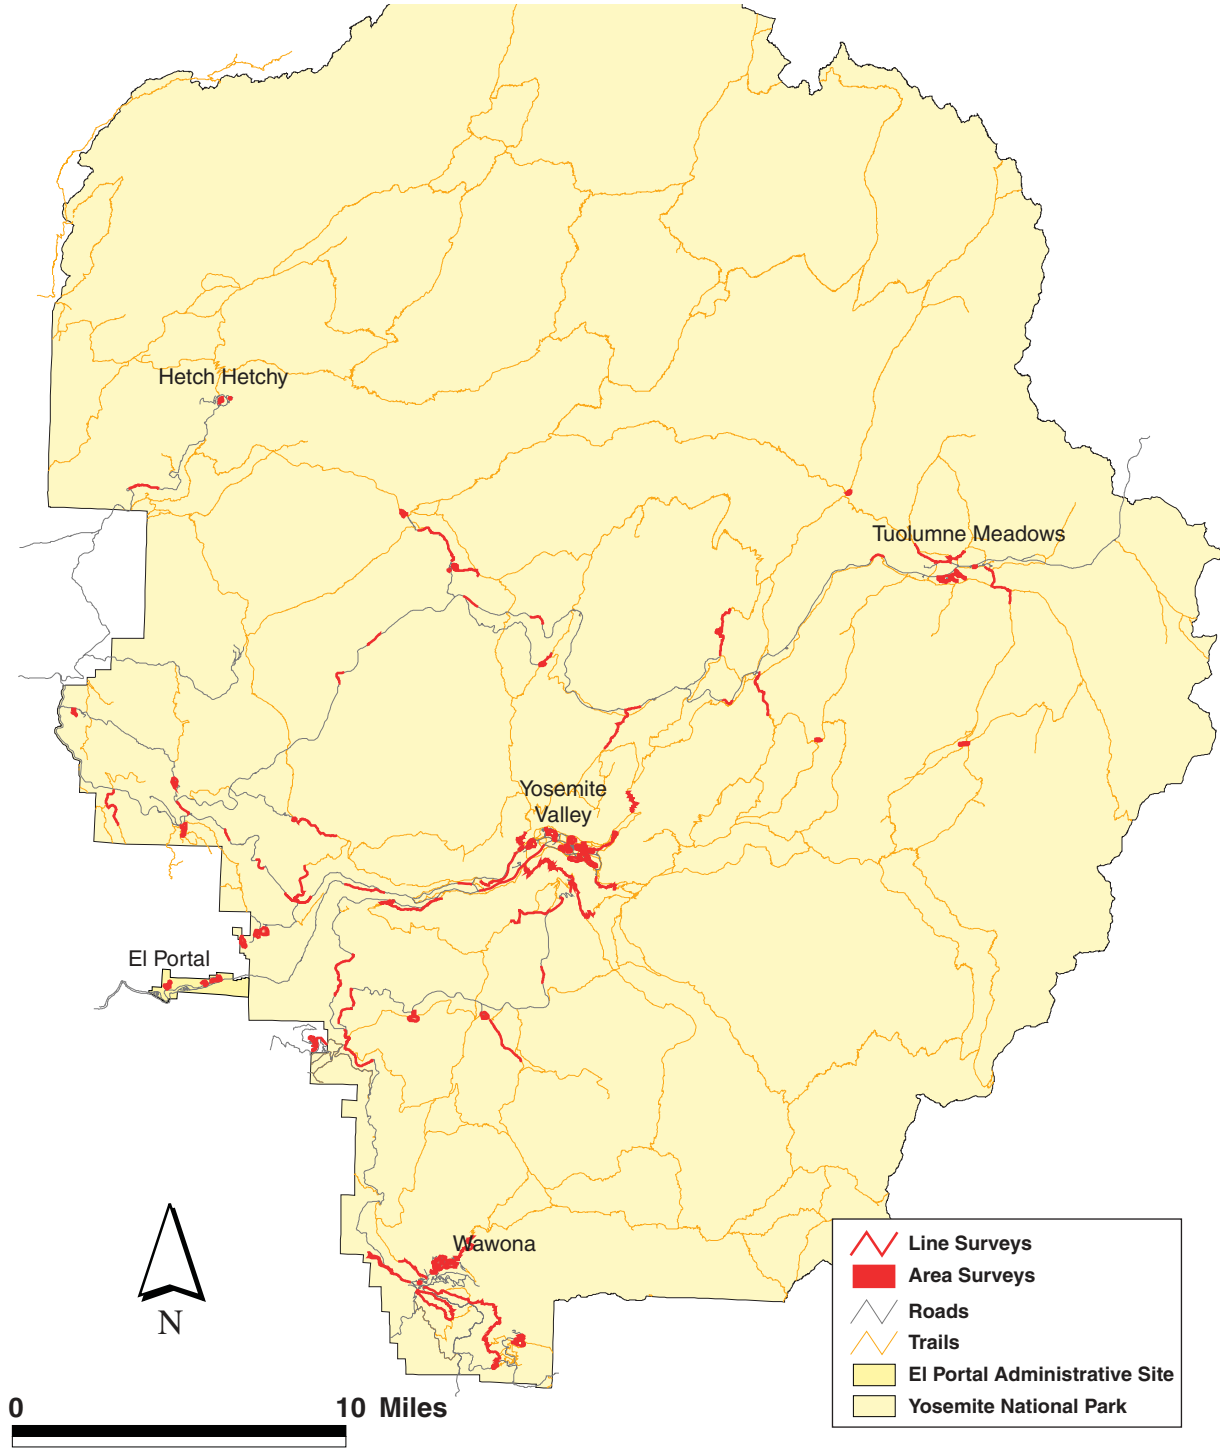 Hetch Hetchy
Tuolumne Meadows
Yosemite
Valley
El Portal
Wawona
N
0 10 Miles
Line Surveys
Area Surveys
Roads
Trails
El Portal Administrative Site
Yosemite National Park